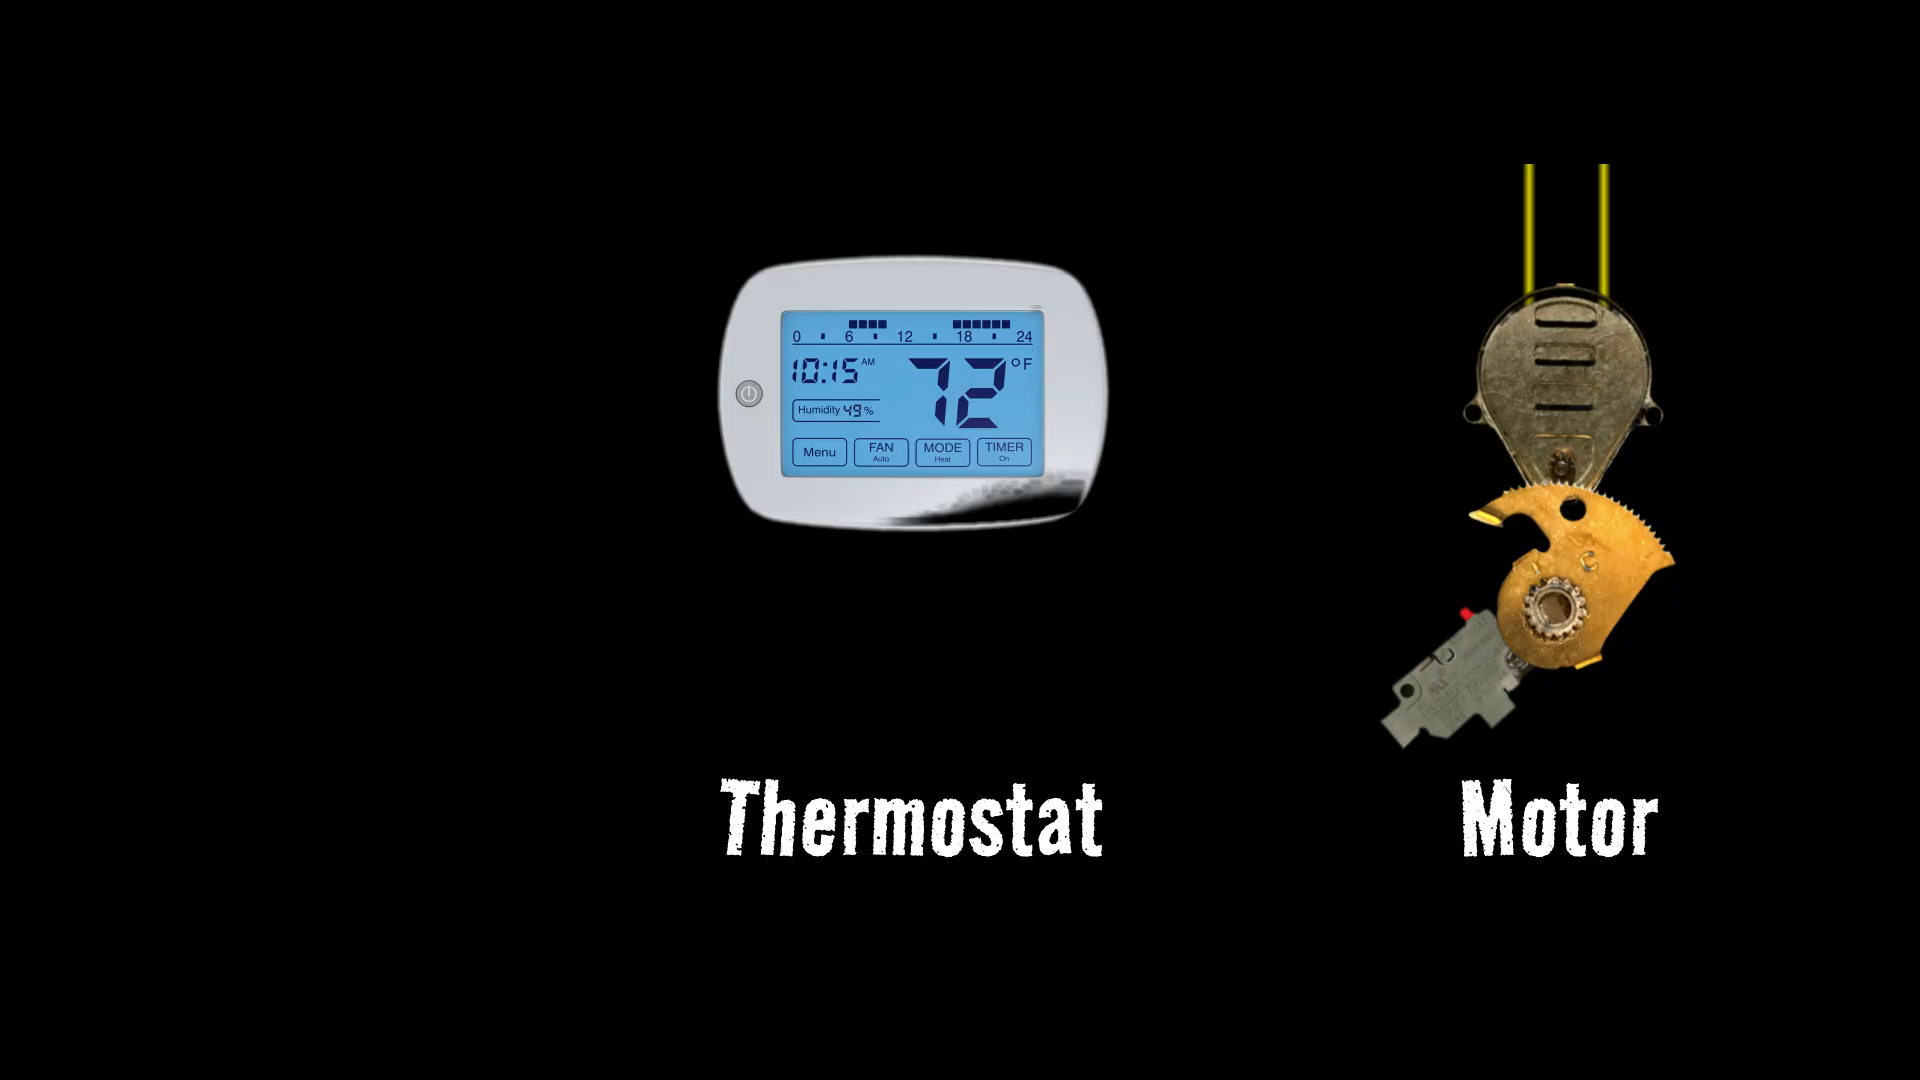 0 6 12 18 24
10:15 AM
72 °F
Humidity 49 %
Menu FAN MODE TIMER
Auto Heat On
C
Thermostat Motor